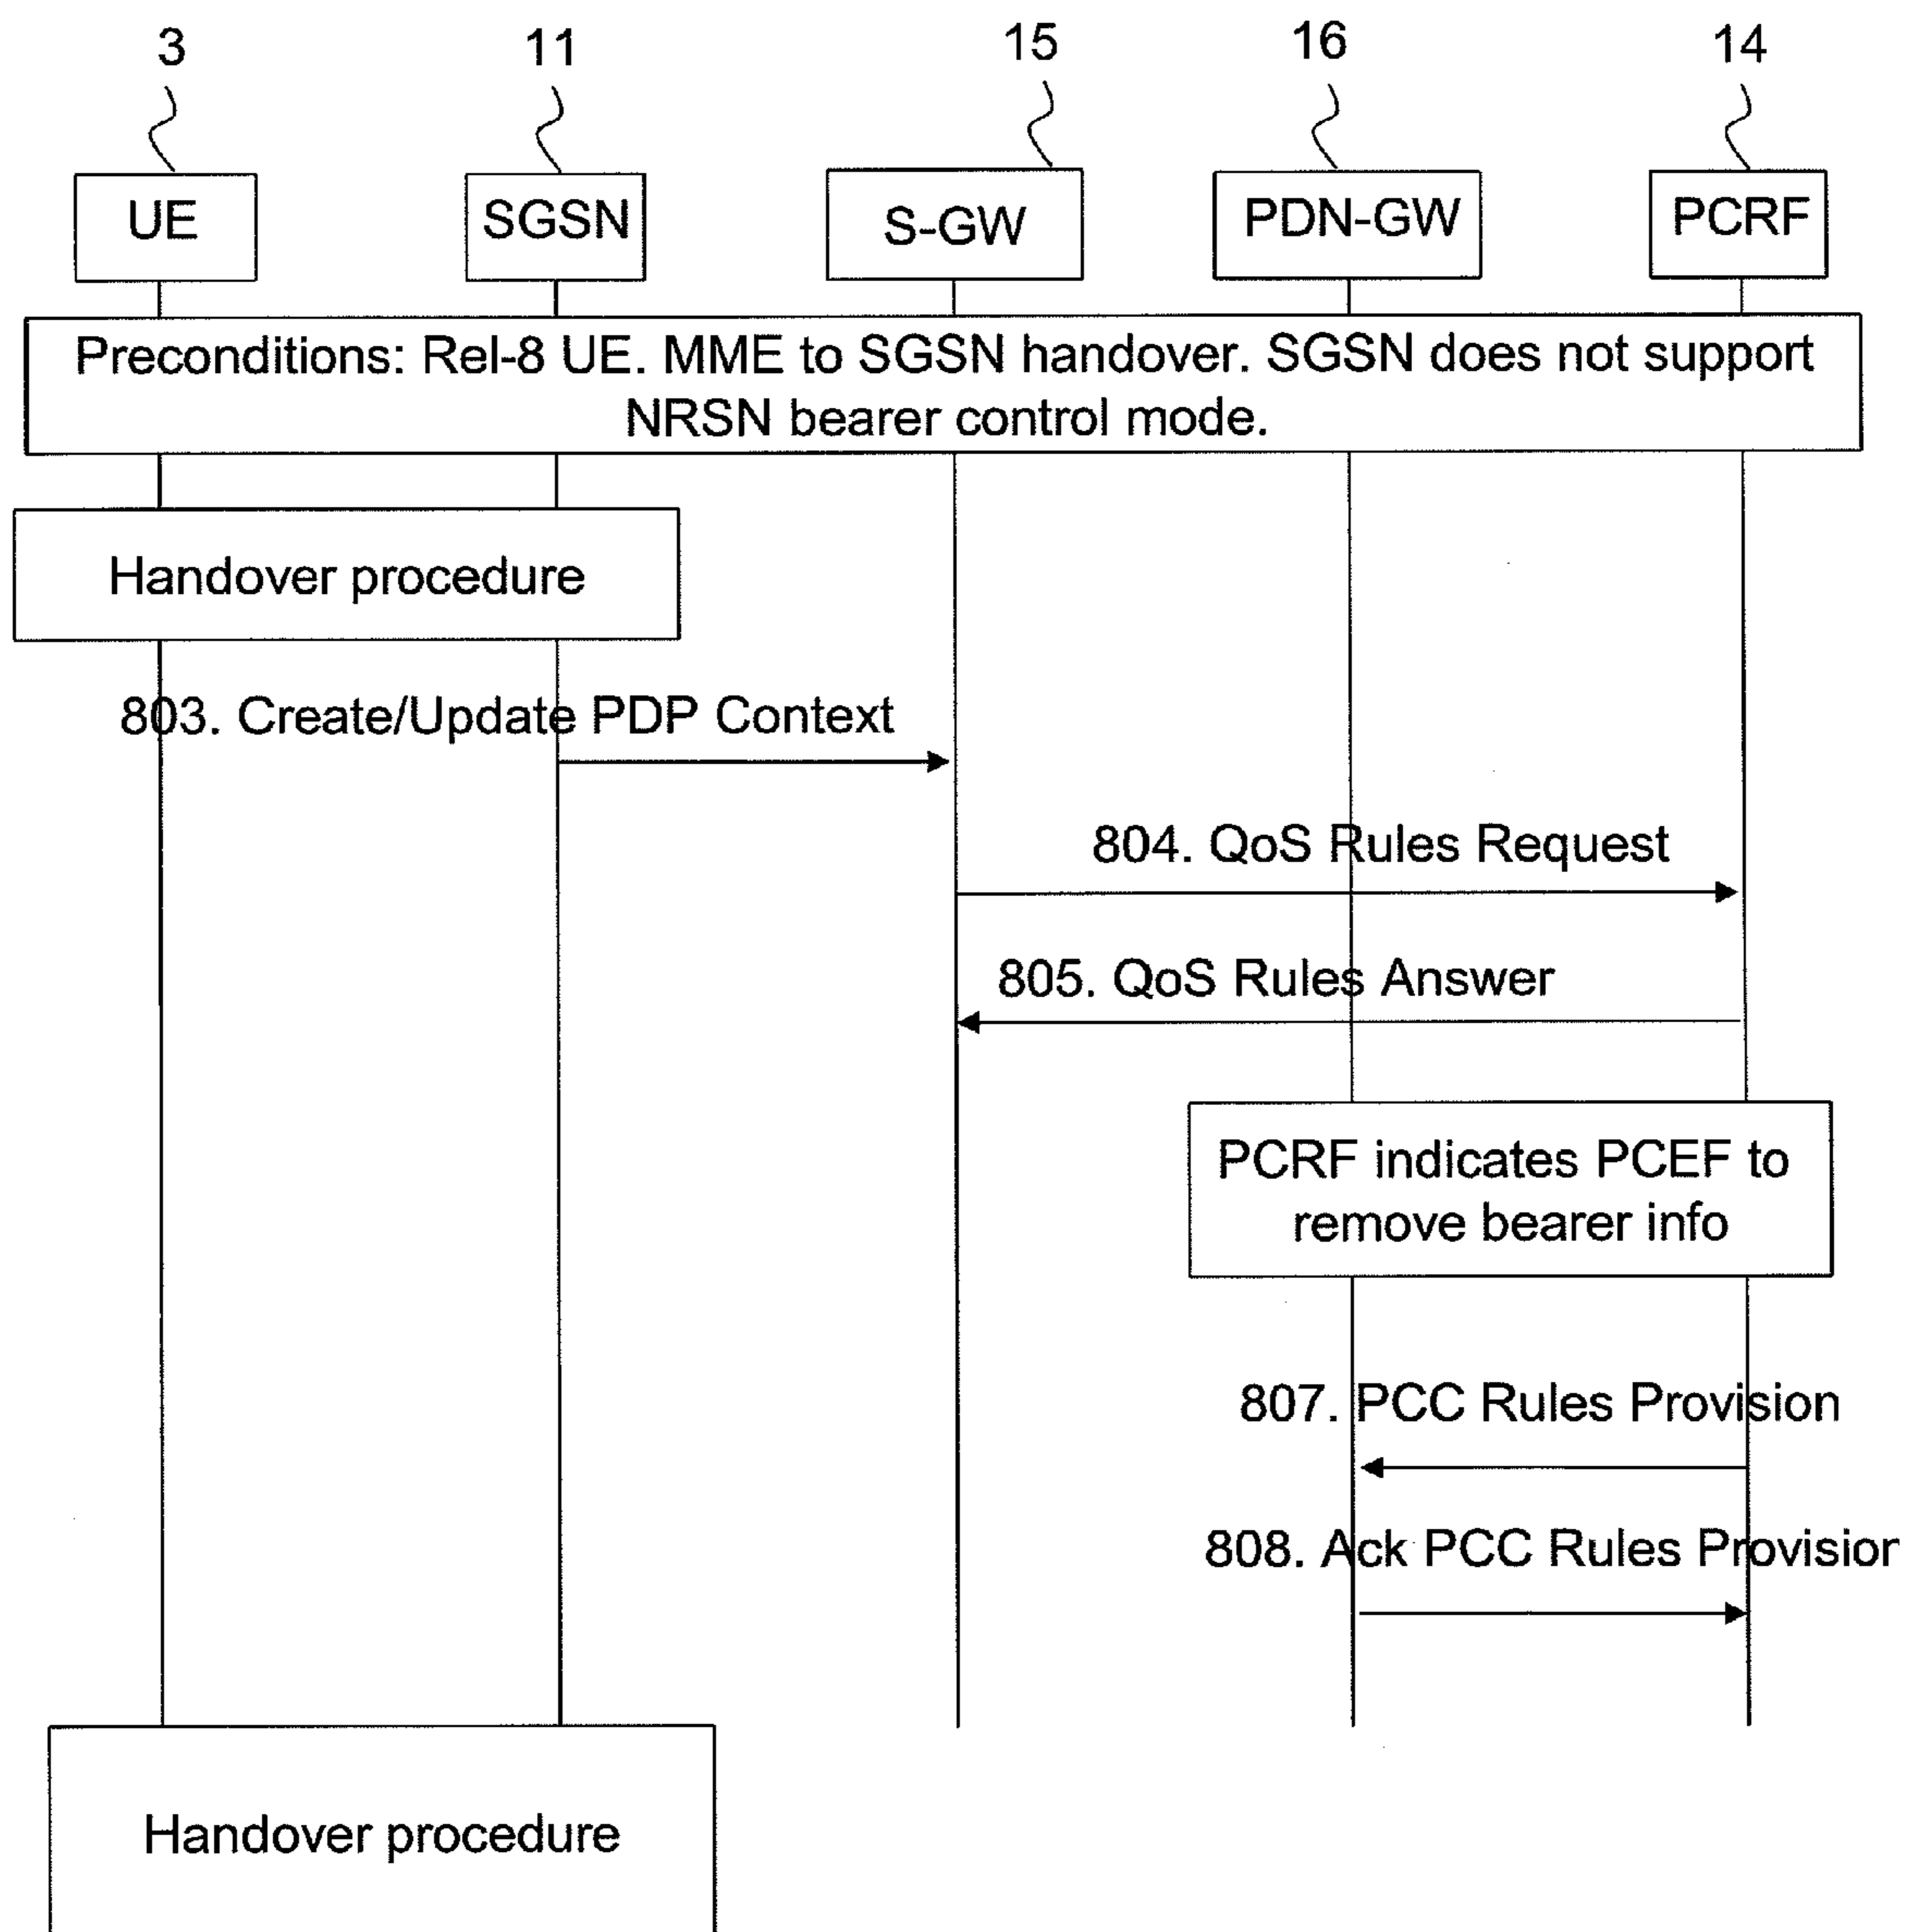 3
11
15
16
14
UE
SGSN
S-GW
PDN-GW
PCRF
Preconditions: Rel-8 UE. MME to SGSN handover. SGSN does not support
NRSN bearer control mode.
Handover procedure
803. Create/Update PDP Context
804. QoS Rules Request
805. QoS Rules Answer
PCRF indicates PCEF to
remove bearer info
807. PCC Rules Provision
808. Ack PCC Rules Provision
Handover procedure